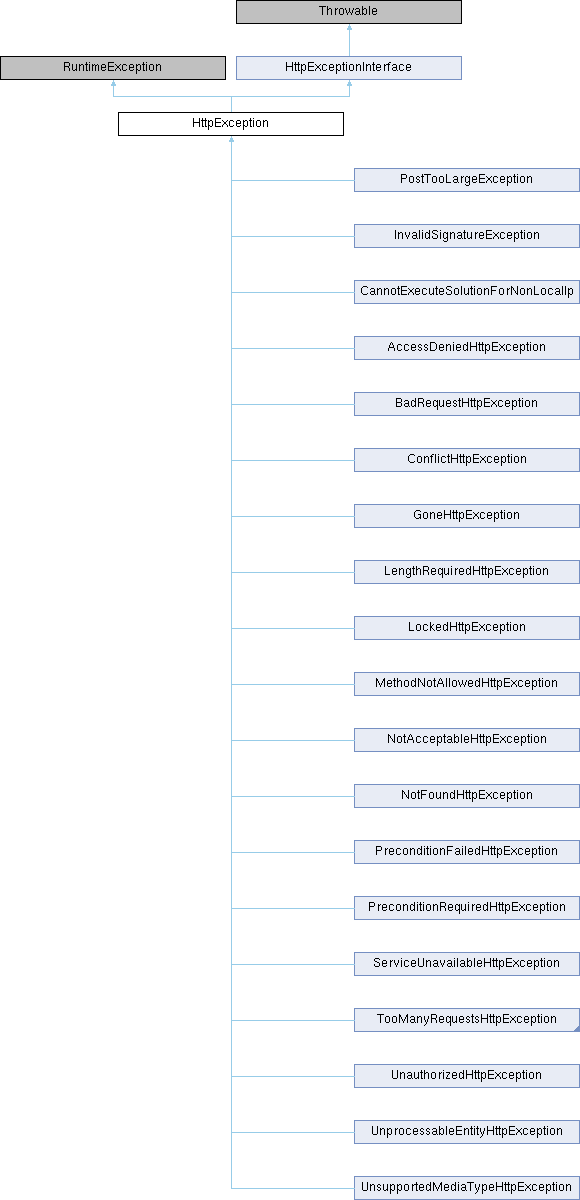 Throwable
RuntimeException
HttpExceptionInterface
HttpException
PostTooLargeException
InvalidSignatureException
CannotExecuteSolutionForNonLocalIp
AccessDeniedHttpException
BadRequestHttpException
ConflictHttpException
GoneHttpException
LengthRequiredHttpException
LockedHttpException
MethodNotAllowedHttpException
NotAcceptableHttpException
NotFoundHttpException
PreconditionFailedHttpException
PreconditionRequiredHttpException
ServiceUnavailableHttpException
TooManyRequestsHttpException
UnauthorizedHttpException
UnprocessableEntityHttpException
UnsupportedMediaTypeHttpException